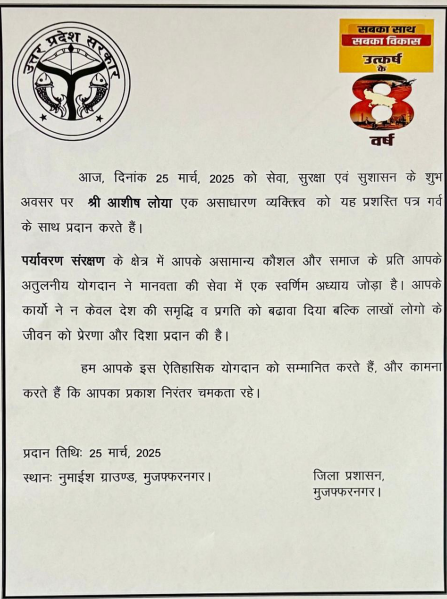 उत्तर प्रदेश सरकार
सबका साथ
सबका विकास
उत्कर्ष
के
8
वर्ष
आज, दिनांक 25 मार्च, 2025 को सेवा, सुरक्षा एवं सुशासन के शुभ
अवसर पर श्री आशीष लोया एक असाधारण व्यक्तित्व को यह प्रशस्ति पत्र गर्व
के साथ प्रदान करते हैं।
पर्यावरण संरक्षण के क्षेत्र में आपके असामान्य कौशल और समाज के प्रति आपके
अतुलनीय योगदान ने मानवता की सेवा में एक स्वर्णिम अध्याय जोड़ा है। आपके
कार्यो ने न केवल देश की समृद्धि व प्रगति को बढावा दिया बल्कि लाखों लोगो के
जीवन को प्रेरणा और दिशा प्रदान की है।
हम आपके इस ऐतिहासिक योगदान को सम्मानित करते हैं, और कामना
करते हैं कि आपका प्रकाश निरंतर चमकता रहे।
प्रदान तिथिः 25 मार्च, 2025
स्थानः नुमाईश ग्राउण्ड, मुजफ्फरनगर।
जिला प्रशासन,
मुजफ्फरनगर।